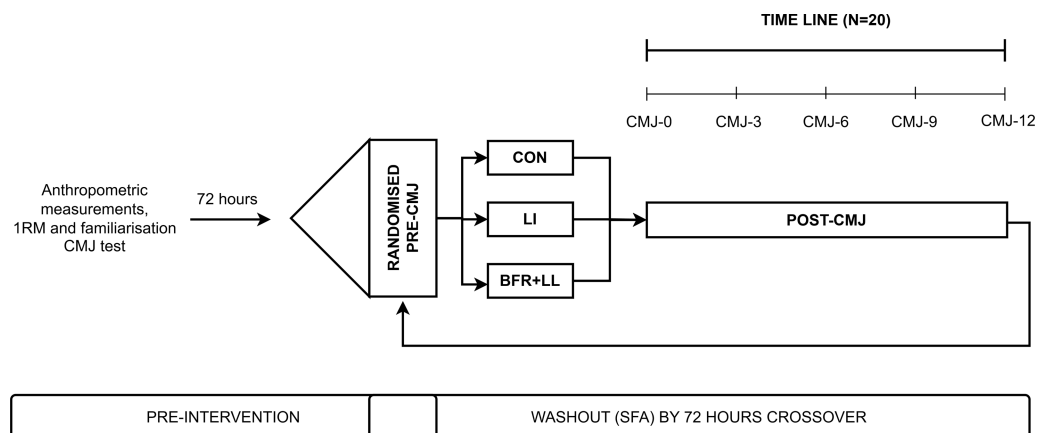 TIME LINE (N=20)
CMJ-0 CMJ-3 CMJ-6 CMJ-9 CMJ-12
Anthropometric
measurements,
1RM and familiarisation
CMJ test
72 hours
RANDOMISED
PRE-CMJ
CON
LI
BFR+LL
POST-CMJ
PRE-INTERVENTION
WASHOUT (SFA) BY 72 HOURS CROSSOVER